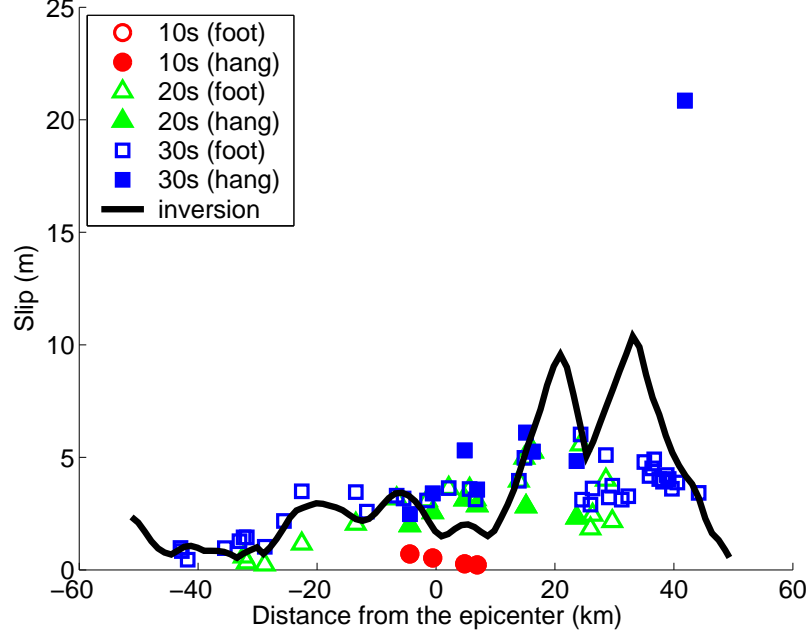 25
20
15
10
5
0
Slip (m)
10s (foot)
10s (hang)
20s (foot)
20s (hang)
30s (foot)
30s (hang)
inversion
−60 −40 −20 0 20 40 60
Distance from the epicenter (km)